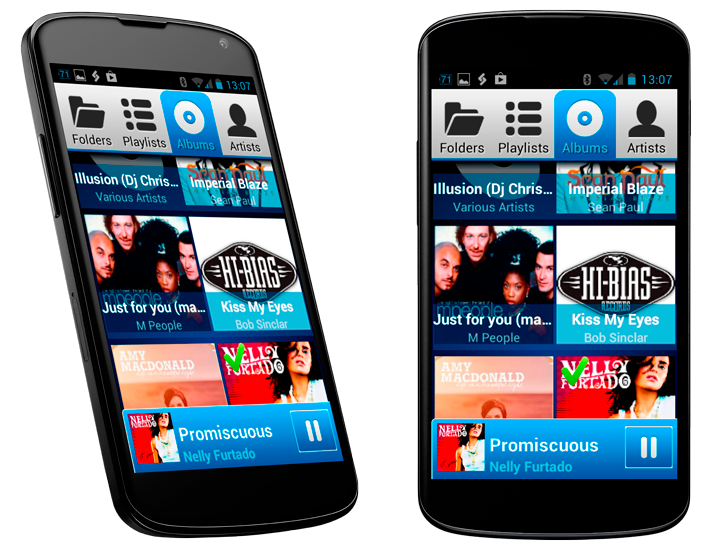 71
13:07
Folders
Playlists
Albums
Artists
Illusion (Dj Chris...
Various Artists
Sean Paul
Imperial Blaze
Sean Paul
mpeople
Just for you (ma...
M People
HI-BIAS
RECORDS
Kiss My Eyes
Bob Sinclar
AMY
MACDONALD
NELLY
FURTADO
NELLY
FURTADO
Promiscuous
Nelly Furtado
71
13:07
Folders
Playlists
Albums
Artists
Illusion (Dj Chris...
Various Artists
Sean Paul
Imperial Blaze
Sean Paul
mpeople
Just for you (ma...
M People
HI-BIAS
RECORDS
Kiss My Eyes
Bob Sinclar
AMY
MACDONALD
NELLY
FURTADO
NELLY
FURTADO
Promiscuous
Nelly Furtado